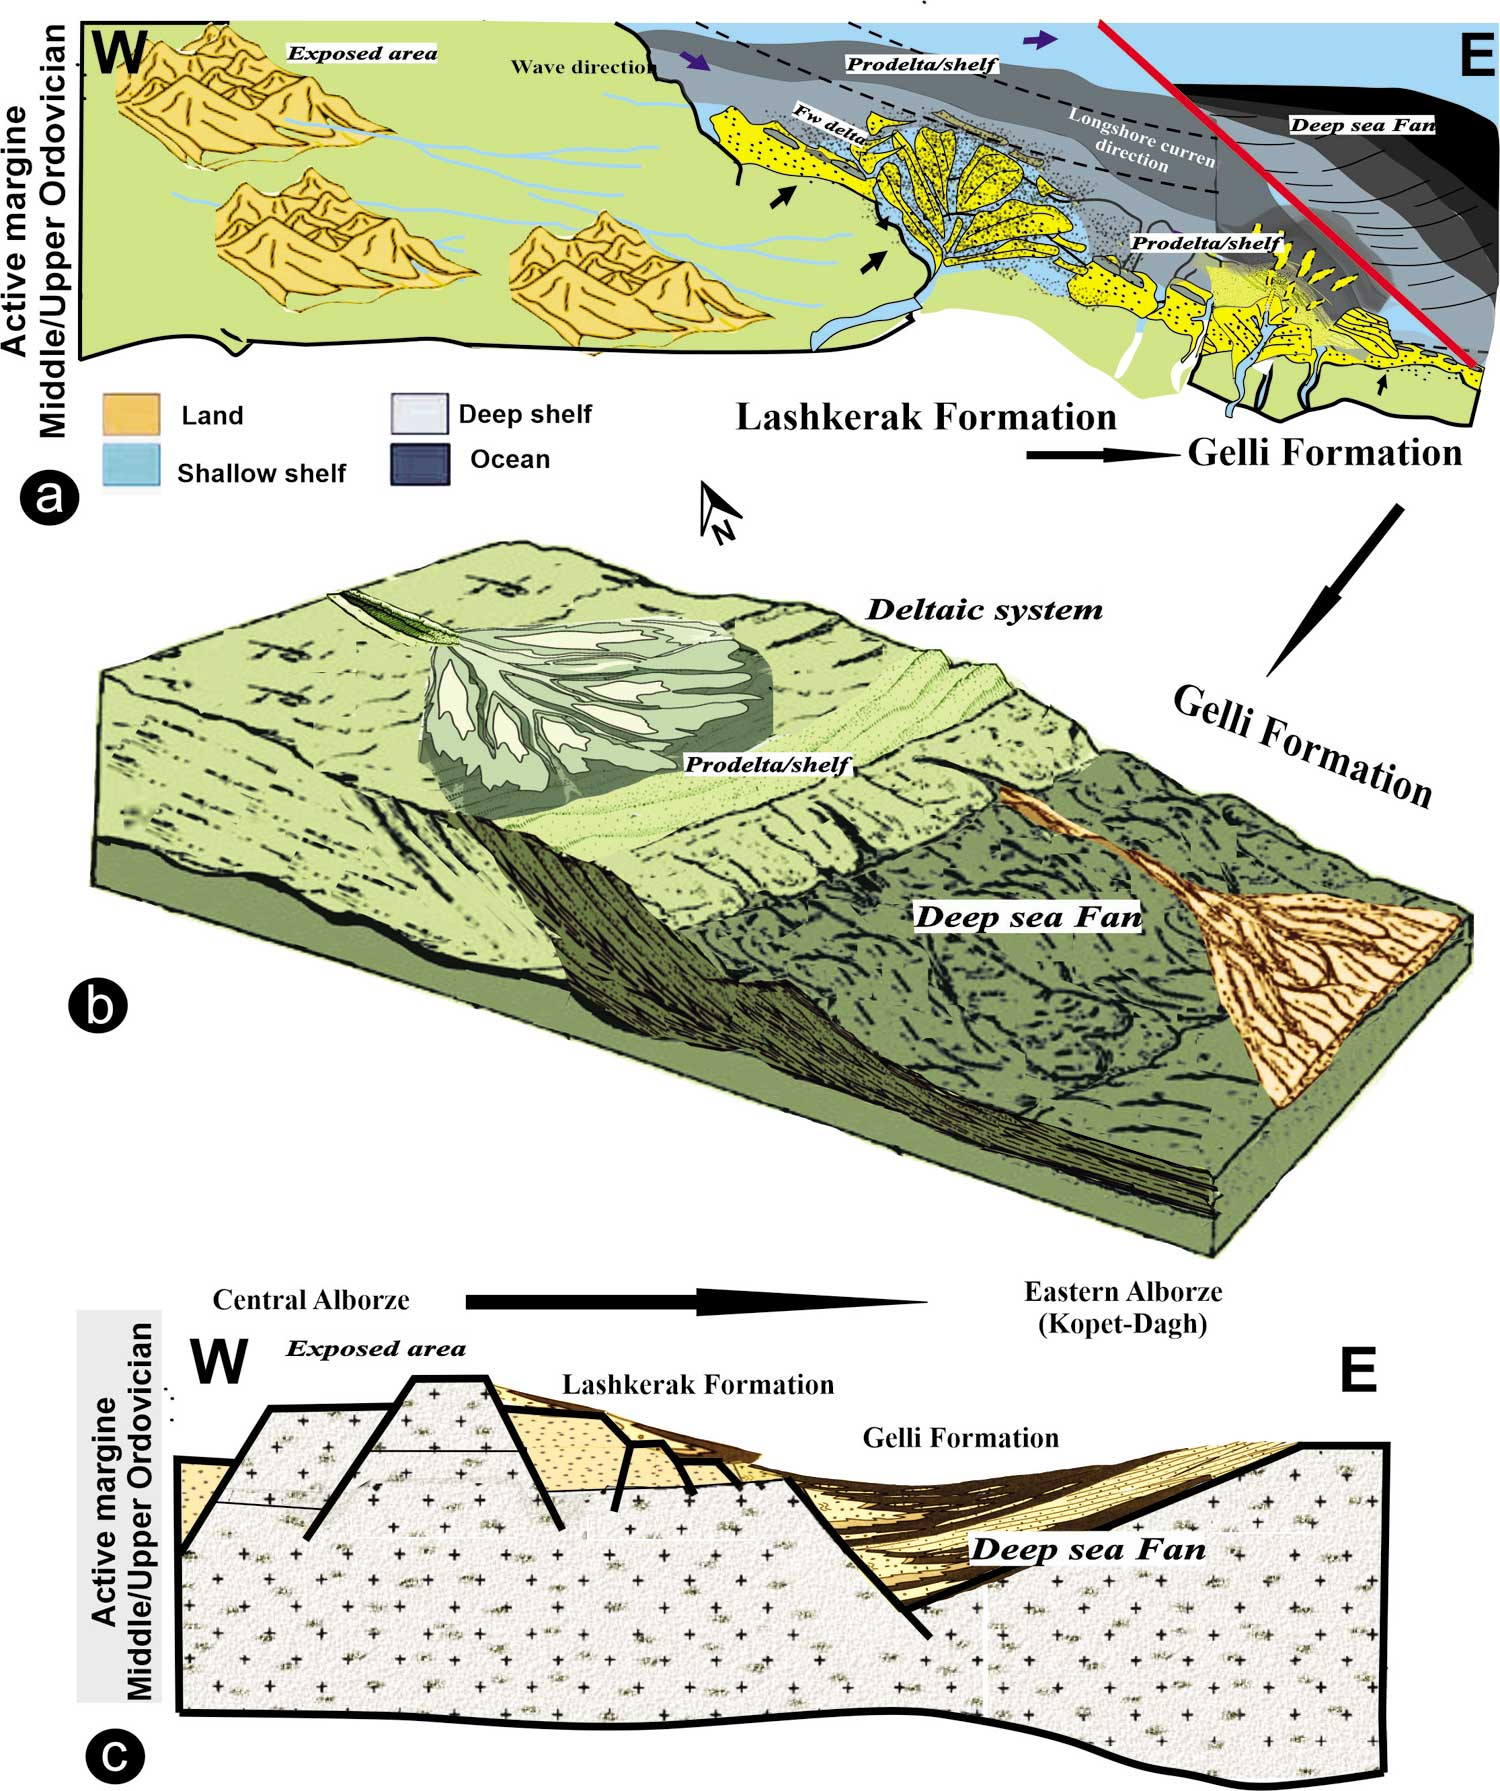 W
E
Exposed area
Wave direction
Prodelta/shelf
Fw delta
Longshore curren
direction
Deep sea Fan
Prodelta/shelf
Active margine
Middle/Upper Ordovician
Land
Deep shelf
Shallow shelf
Ocean
Lashkerak Formation
Gelli Formation
a
N
Deltaic system
Gelli Formation
Prodelta/shelf
Deep sea Fan
b
Central Alborze
Eastern Alborze
(Kopet-Dagh)
W
E
Exposed area
Lashkerak Formation
Gelli Formation
Deep sea Fan
Active margine
Middle/Upper Ordovician
c